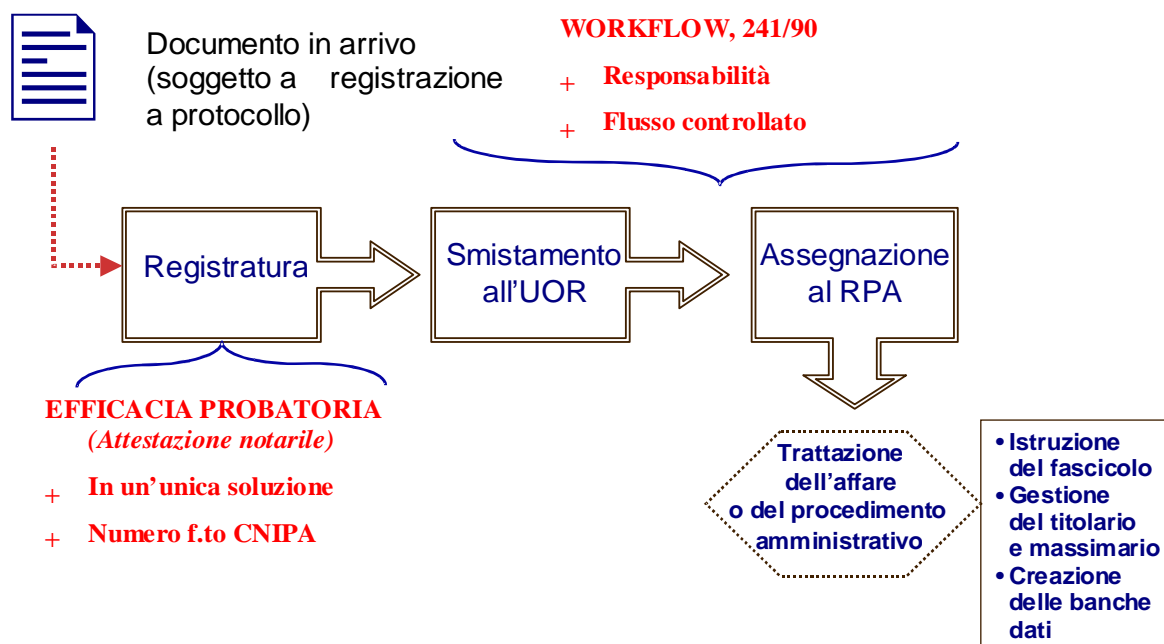 Documento in arrivo
(soggetto a registrazione
a protocollo)
WORKFLOW, 241/90
+ Responsabilità
+ Flusso controllato
Registratura
Smistamento
all'UOR
Assegnazione
al RPA
EFFICACIA PROBATORIA
(Attestazione notarile)
+ In un'unica soluzione
+ Numero f.to CNIPA
Trattazione
dell'affare
o del procedimento
amministrativo
• Istruzione
del fascicolo
• Gestione
del titolario
e massimario
• Creazione
delle banche
dati